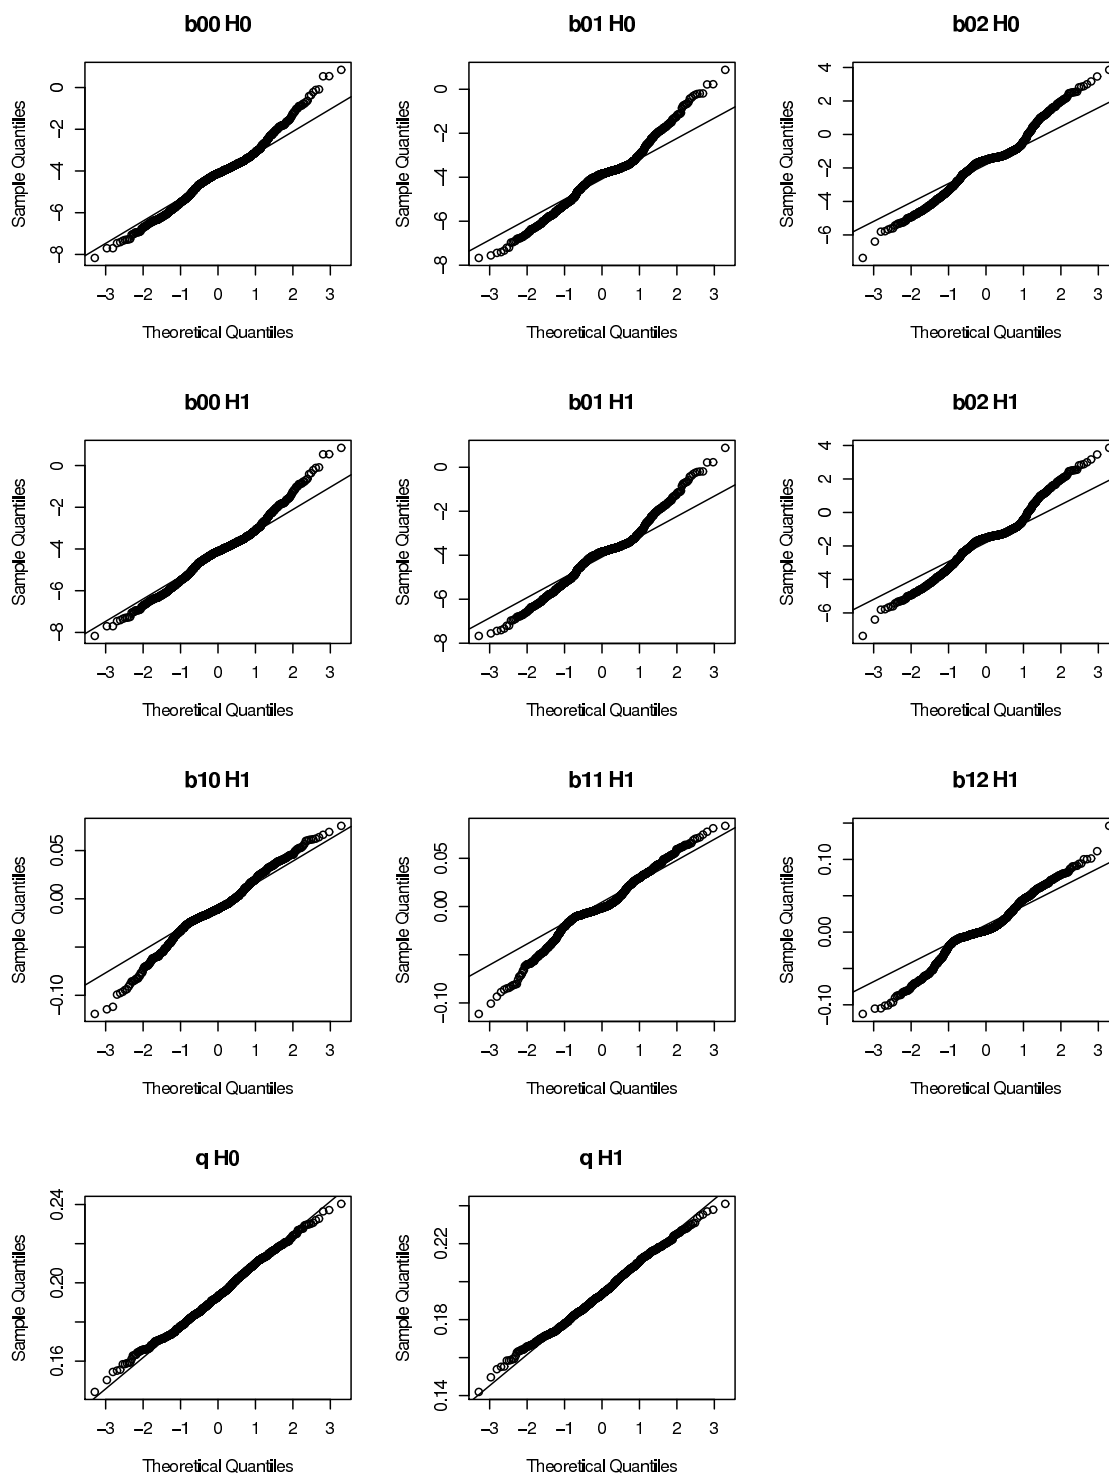 b00 H0
b01 H0
b02 H0
Sample Quantiles
−8 −6 −4 −2 0
−3 −2 −1 0 1 2 3
Theoretical Quantiles
Sample Quantiles
−8 −6 −4 −2 0
−3 −2 −1 0 1 2 3
Theoretical Quantiles
Sample Quantiles
−6 −4 −2 0 2 4
−3 −2 −1 0 1 2 3
Theoretical Quantiles
b00 H1
b01 H1
b02 H1
Sample Quantiles
−8 −6 −4 −2 0
−3 −2 −1 0 1 2 3
Theoretical Quantiles
Sample Quantiles
−8 −6 −4 −2 0
−3 −2 −1 0 1 2 3
Theoretical Quantiles
Sample Quantiles
−6 −4 −2 0 2 4
−3 −2 −1 0 1 2 3
Theoretical Quantiles
b10 H1
b11 H1
b12 H1
Sample Quantiles
−0.10 0.00 0.05
−3 −2 −1 0 1 2 3
Theoretical Quantiles
Sample Quantiles
−0.10 0.00 0.05
−3 −2 −1 0 1 2 3
Theoretical Quantiles
Sample Quantiles
−0.10 0.00 0.10
−3 −2 −1 0 1 2 3
Theoretical Quantiles
q H0
q H1
Sample Quantiles
0.16 0.20 0.24
−3 −2 −1 0 1 2 3
Theoretical Quantiles
Sample Quantiles
0.14 0.18 0.22
−3 −2 −1 0 1 2 3
Theoretical Quantiles